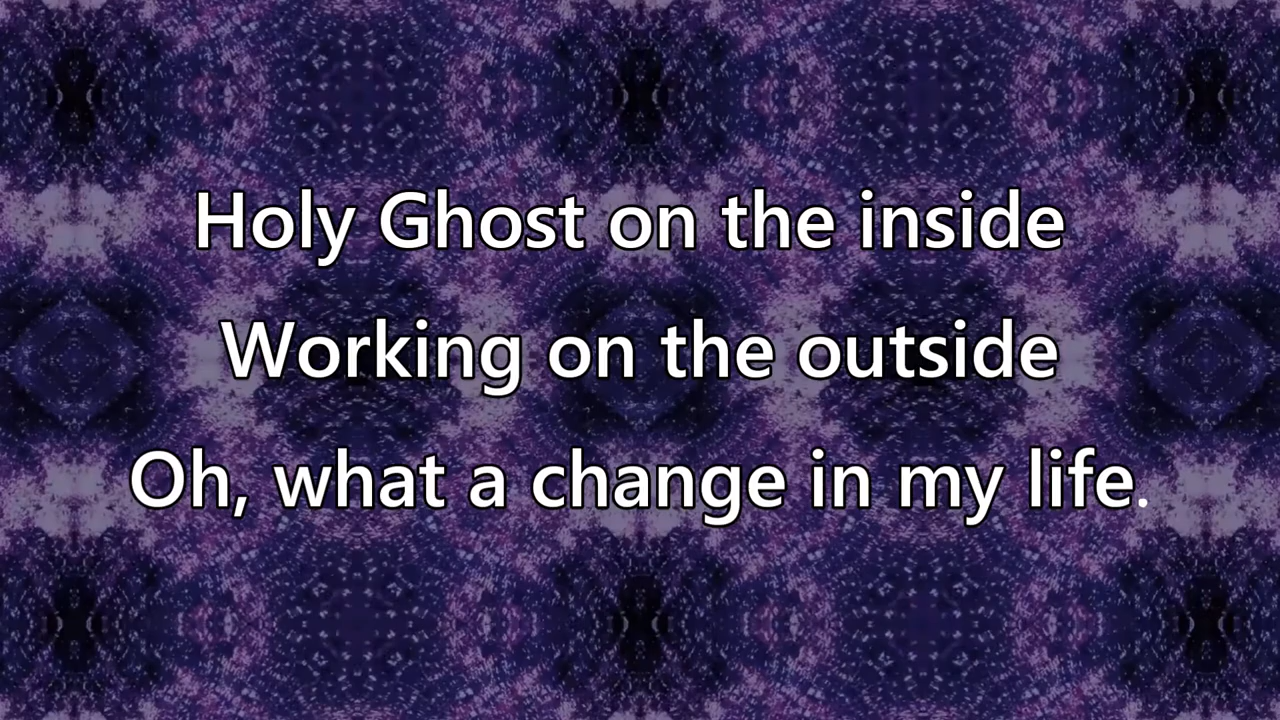 Holy Ghost on the inside
Working on the outside
Oh, what a change in my life.